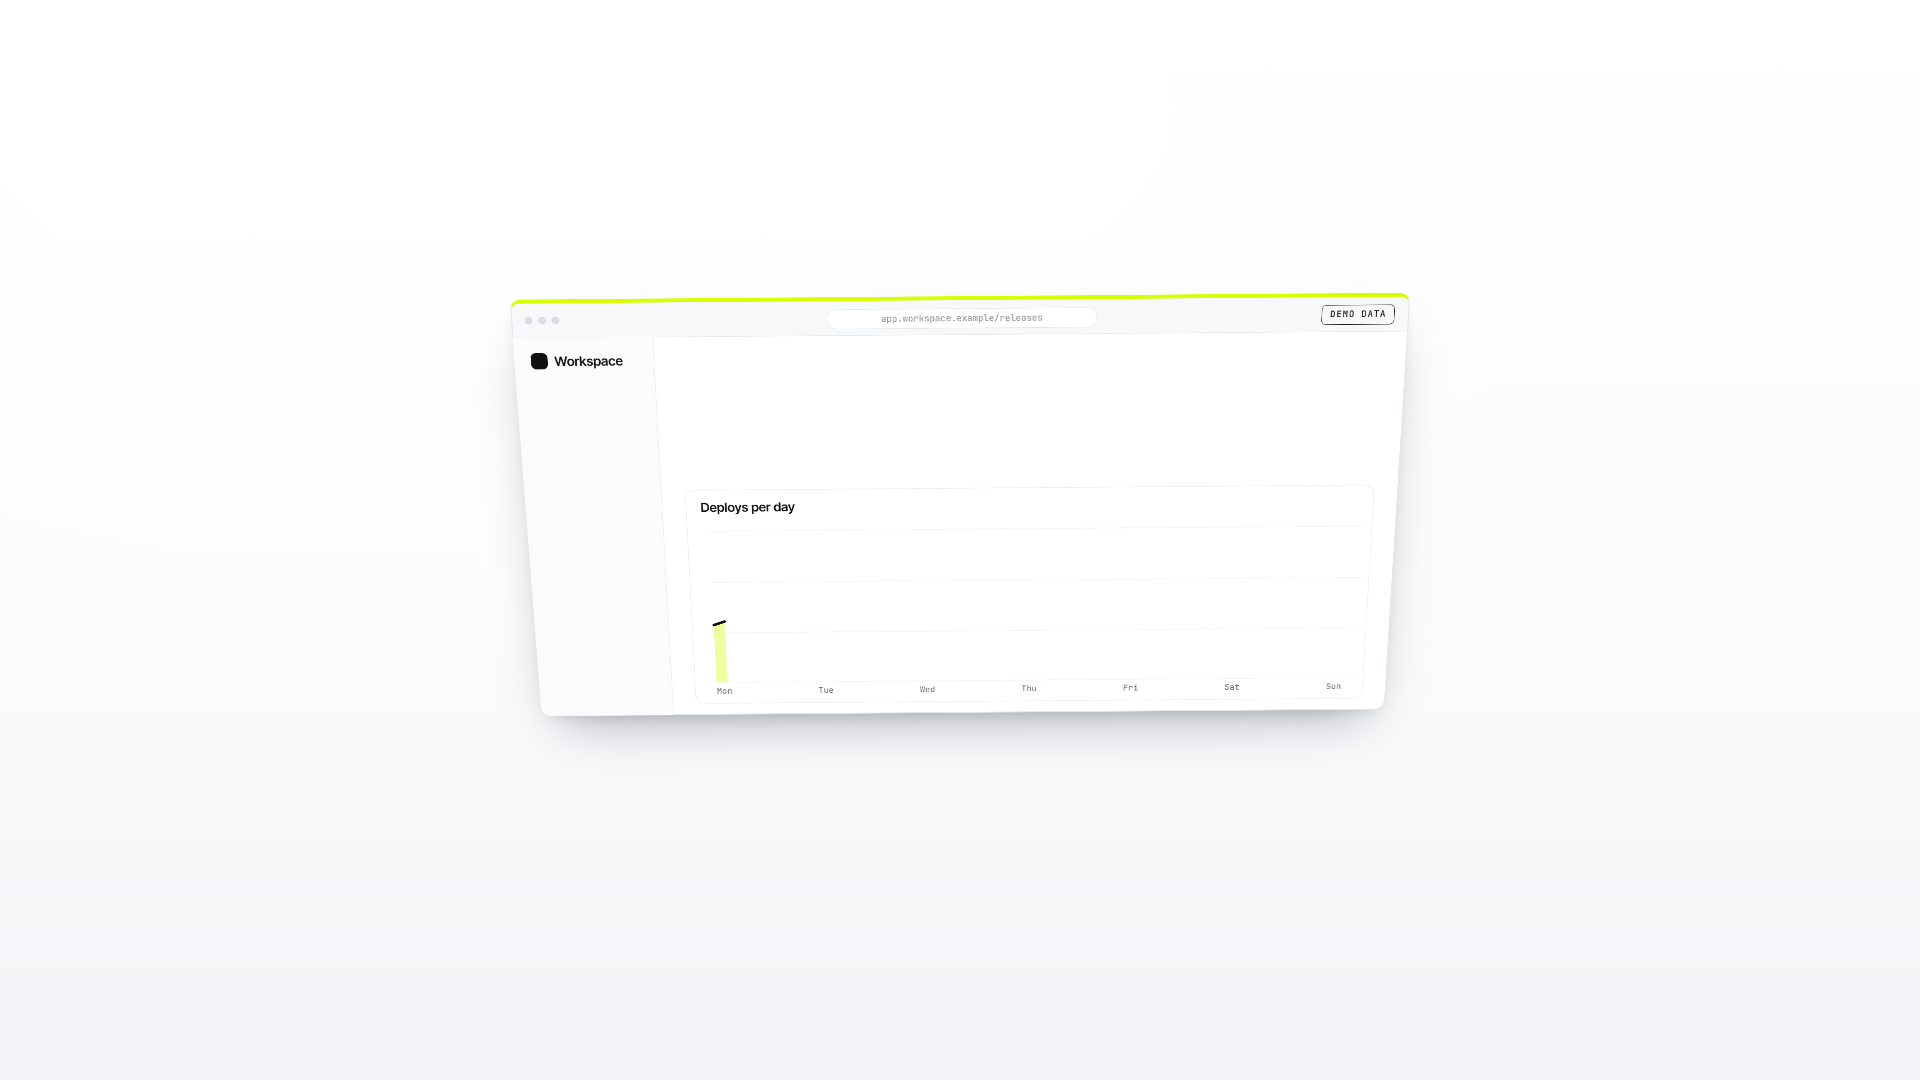 app.workspace.example/releases
DEMO DATA
Workspace
Deploys per day
Mon Tue Wed Thu Fri Sat Sun